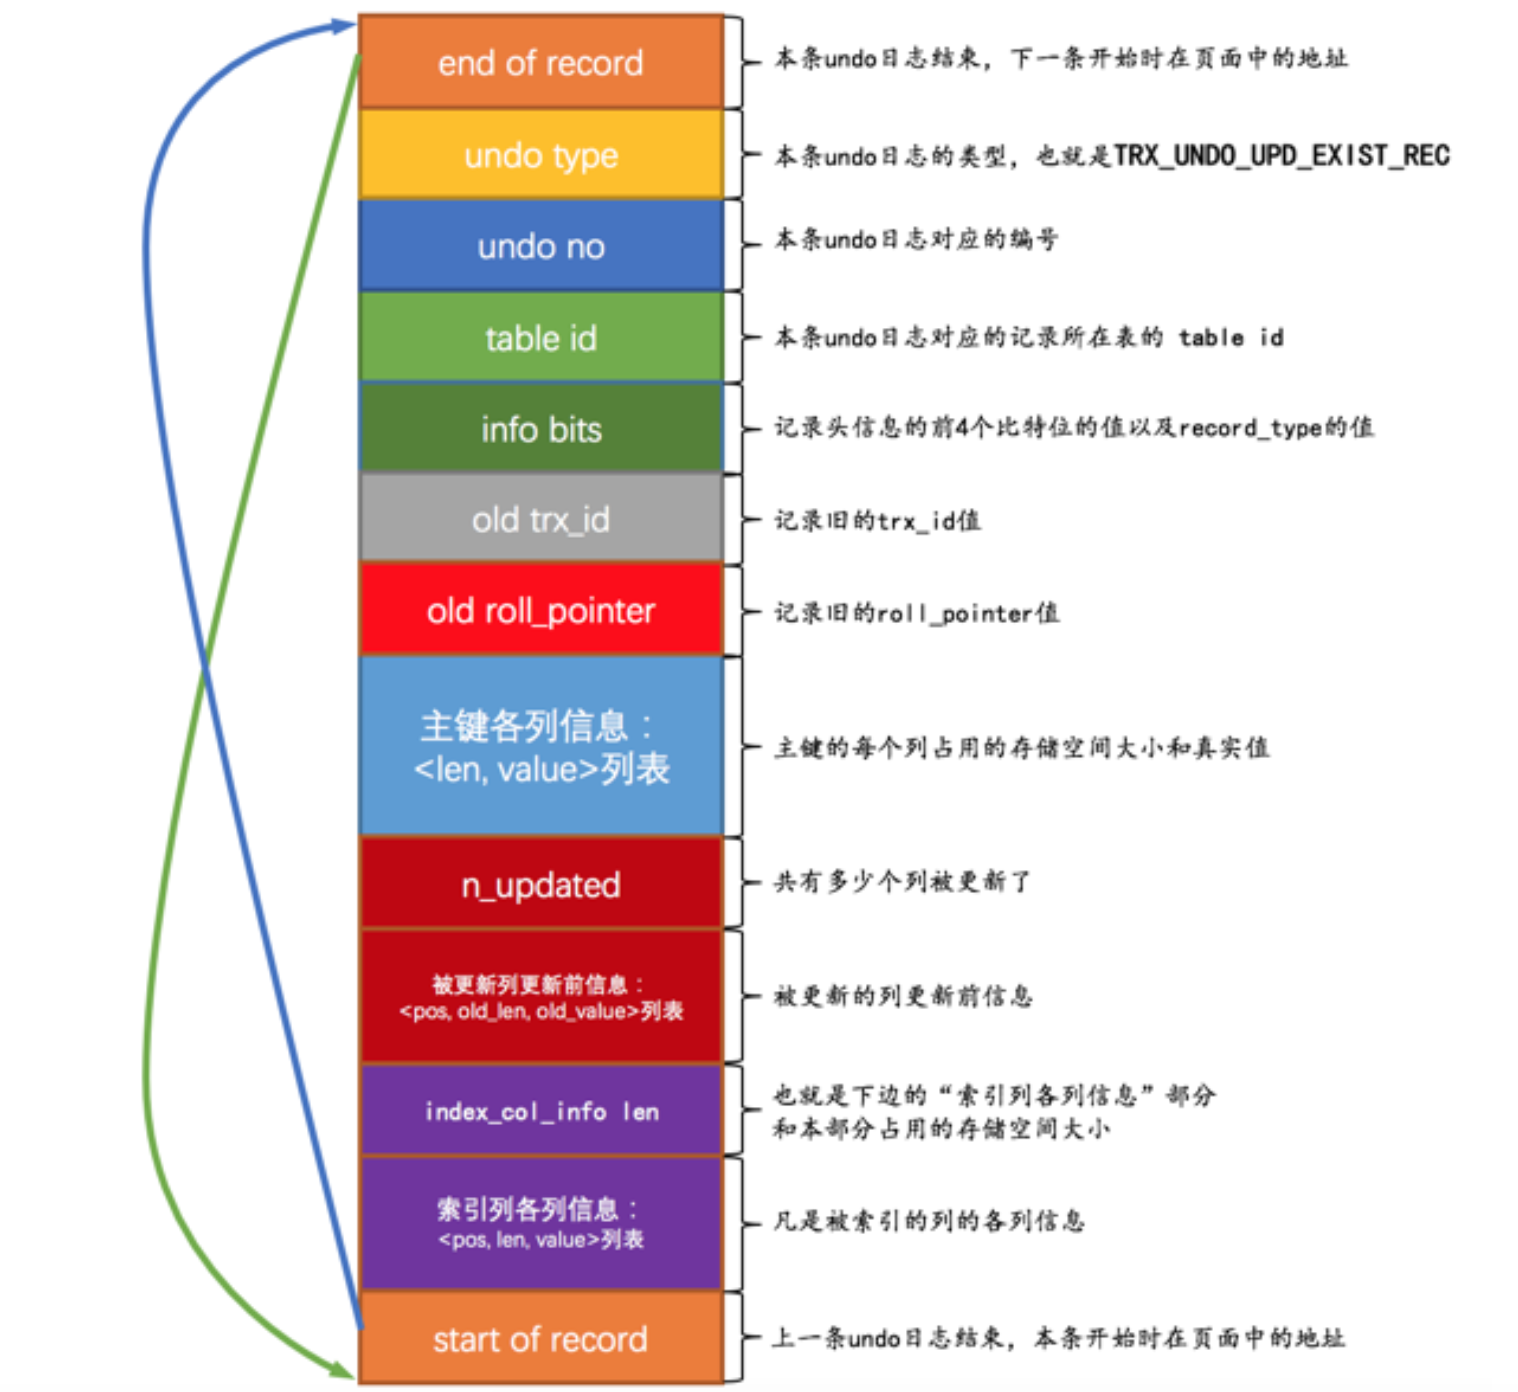 end of record
本条undo日志结束，下一条开始时在页面中的地址
undo type
本条undo日志的类型，也就是TRX_UNDO_UPD_EXIST_REC
undo no
本条undo日志对应的编号
table id
本条undo日志对应的记录所在表的 table id
info bits
记录头信息的前4个比特位的值以及record_type的值
old trx_id
记录旧的trx_id值
old roll_pointer
记录旧的roll_pointer值
主键各列信息：
<len, value>列表
主键的每个列占用的存储空间大小和真实值
n_updated
共有多少个列被更新了
被更新列更新前信息：
<pos, old_len, old_value>列表
被更新的列更新前信息
index_col_info len
也就是下边的“索引列各列信息”部分
和本部分占用的存储空间大小
索引列各列信息：
<pos, len, value>列表
凡是被索引的列的各列信息
start of record
上一条undo日志结束，本条开始时在页面中的地址